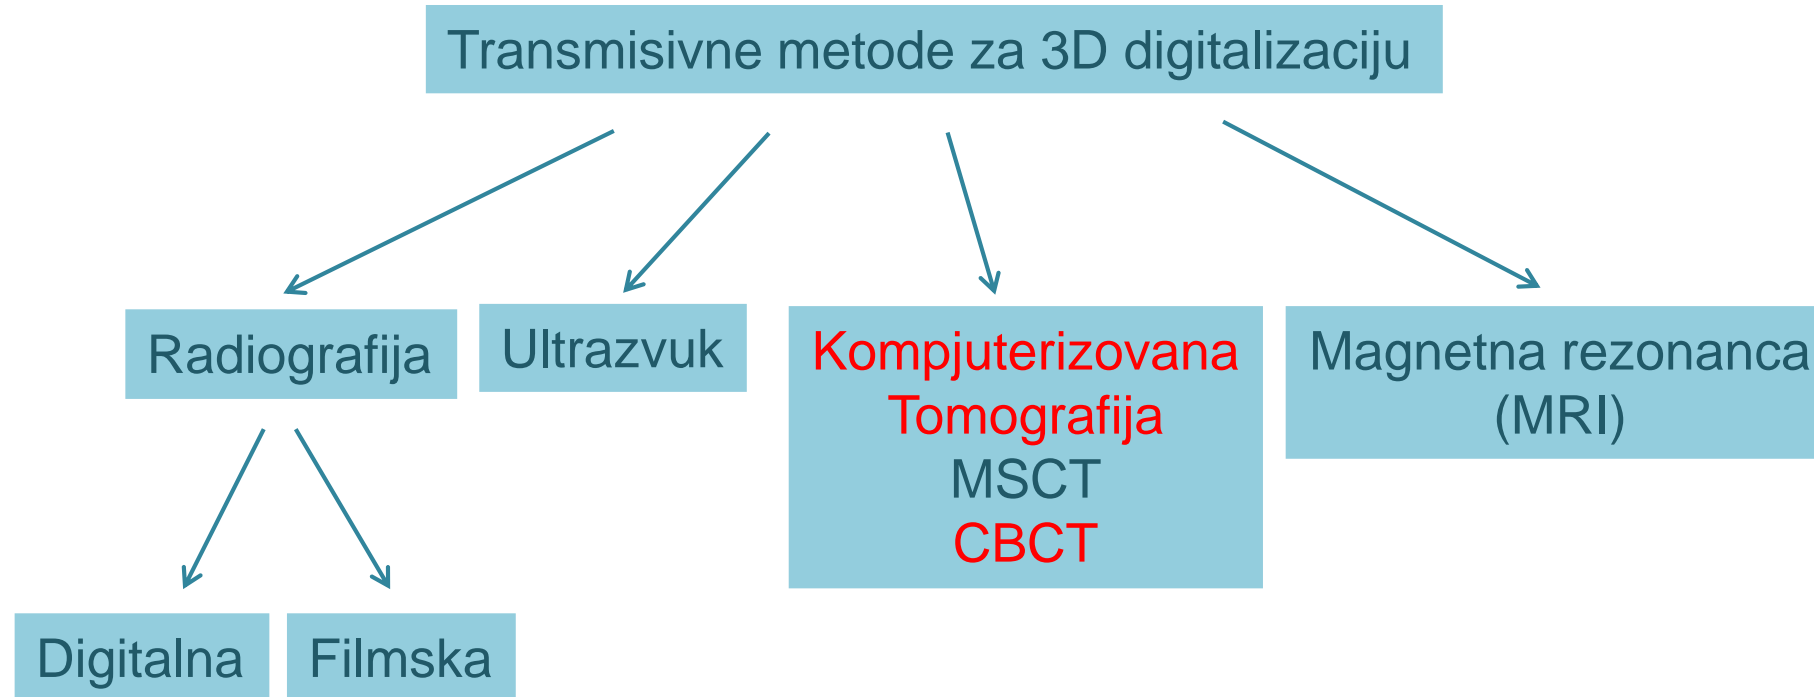 Transmisivne metode za 3D digitalizaciju
Radiografija
Ultrazvuk
Kompjuterizovana
Tomografija
MSCT
CBCT
Magnetna rezonanca
(MRI)
Digitalna
Filmska